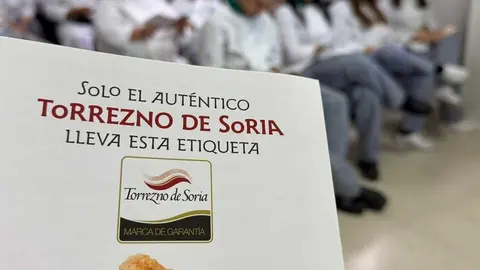 SOLO EL AUTÉNTICO
TORREZNO DE SORIA
LLEVA ESTA ETIQUETA
Torrezno de Soria
MARCA DE GARANTÍA